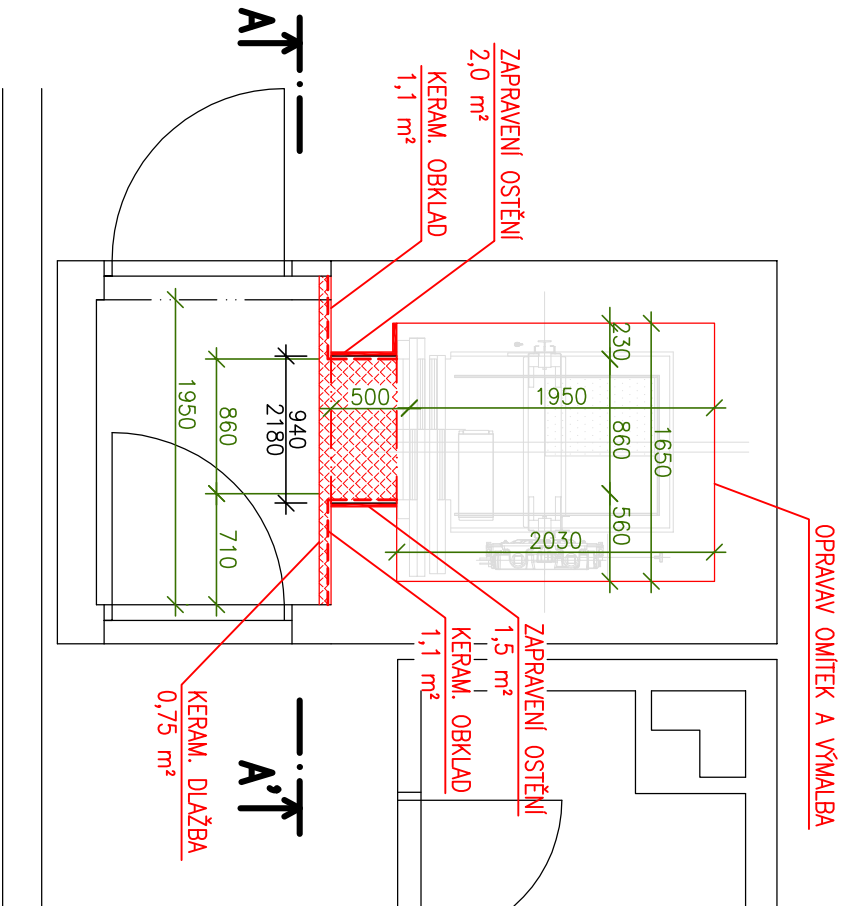 A
ZAPRAVENÍ OSTĚNÍ
2,0 m²
KERAM. OBKLAD
1,1 m²
230
860
560
1650
1950
500
2030
940
2180
860
710
1950
OPRAVAV OMÍTEK A VÝMALBA
ZAPRAVENÍ OSTĚNÍ
1,5 m²
KERAM. OBKLAD
1,1 m²
KERAM. DLAŽBA
0,75 m²
A'